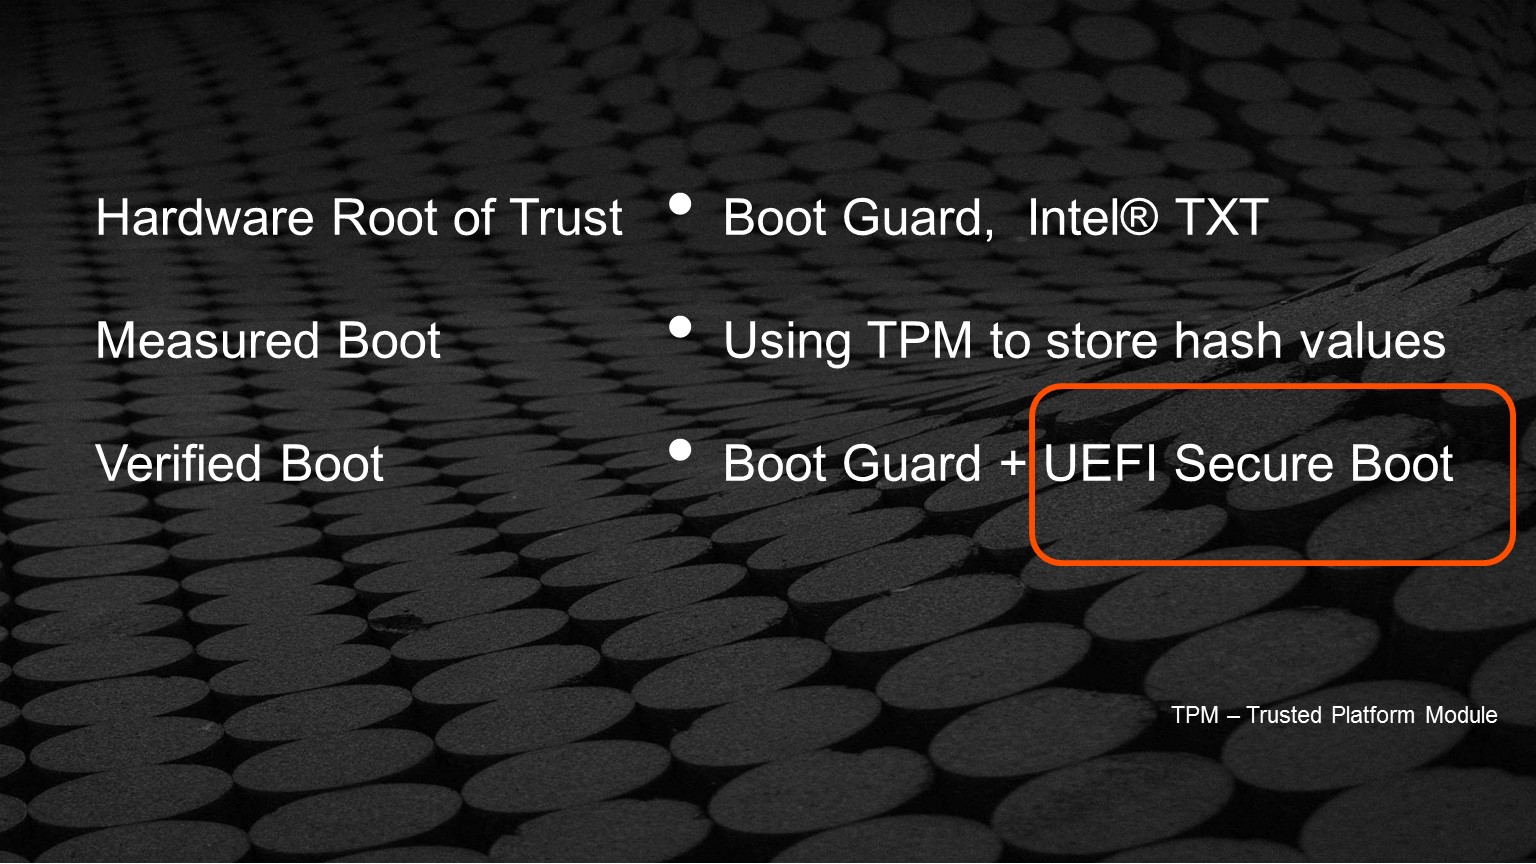 Hardware Root of Trust • Boot Guard,  Intel® TXT
Measured Boot • Using TPM to store hash values
Verified Boot • Boot Guard + UEFI Secure Boot
TPM – Trusted Platform Module